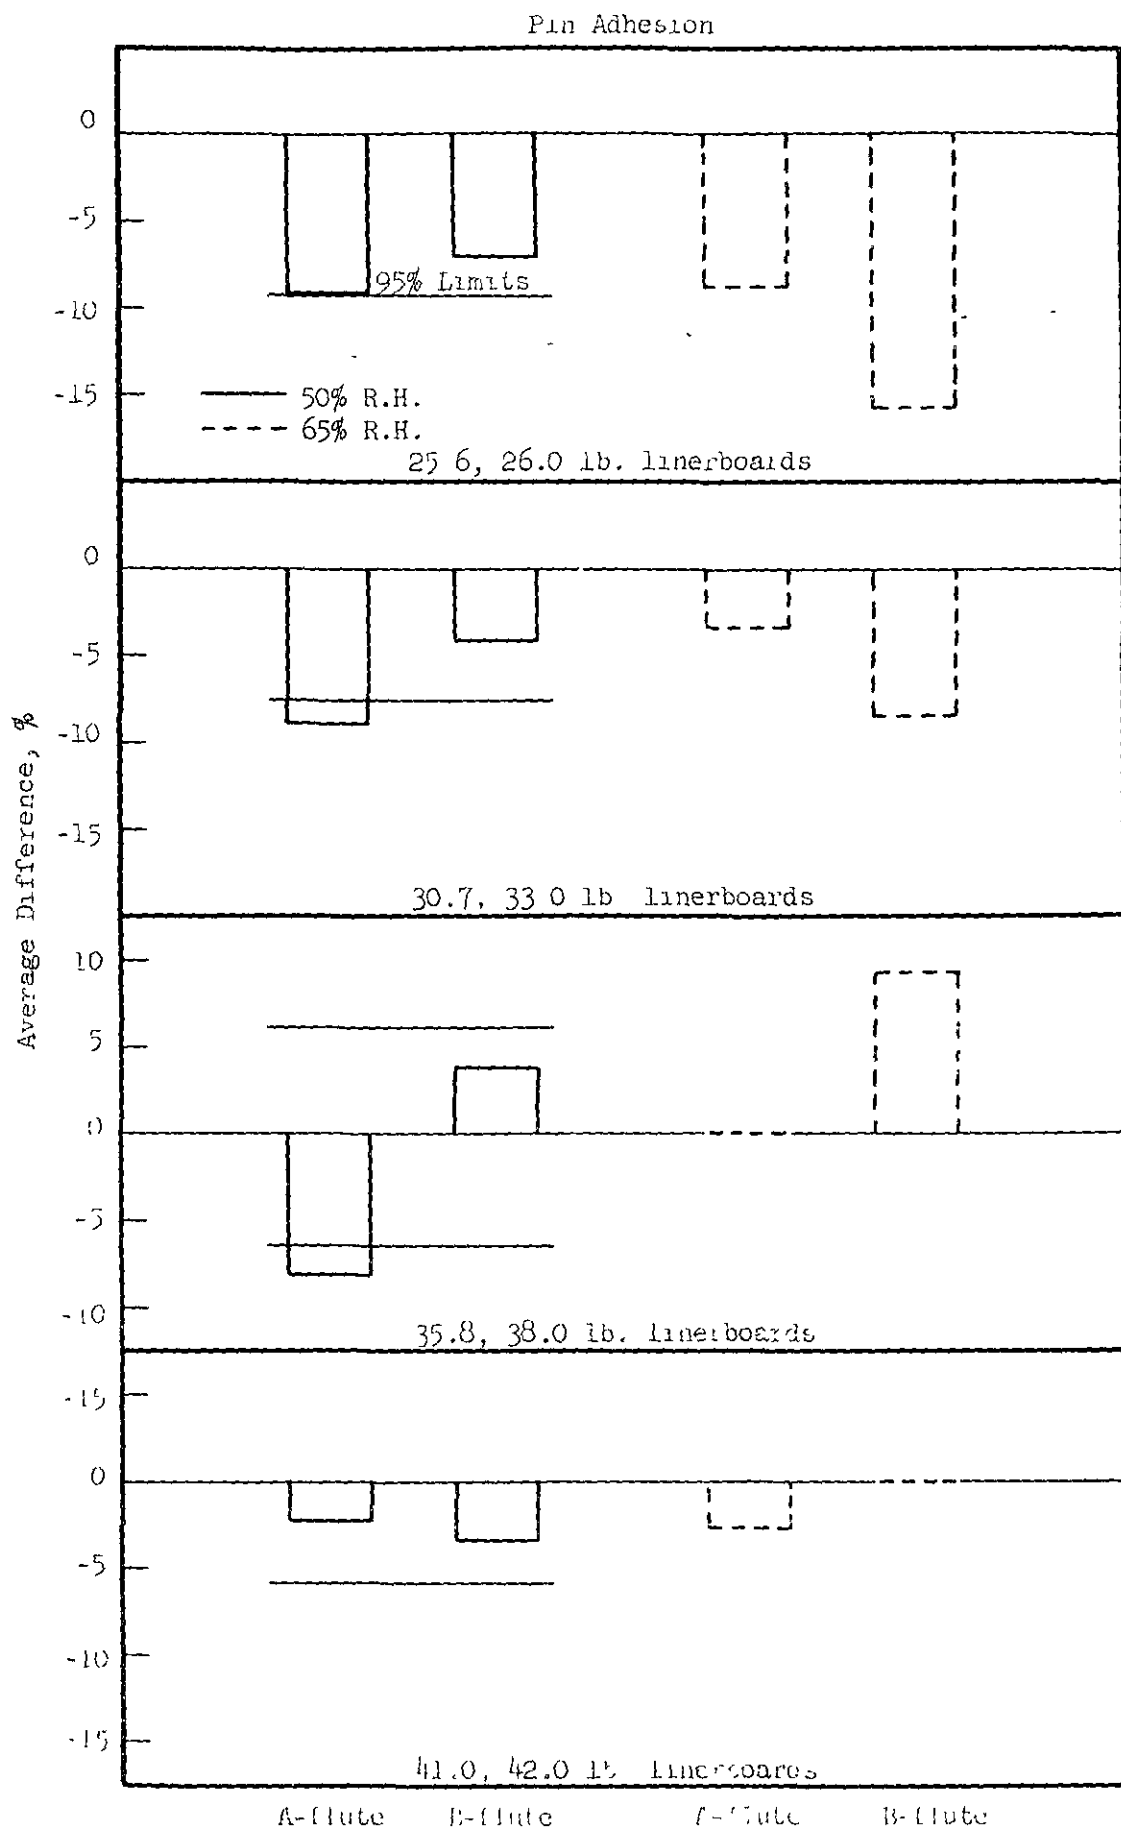 Pin Adhesion
0
-5
95% Limits
-10
-15
50% R.H.
65% R.H.
25 6, 26.0 lb. linerboards
0
-5
-10
-15
30.7, 33 0 lb linerboards
Average Difference, %
10
5
0
-5
-10
35.8, 38.0 lb. linerboards
-15
0
-5
-10
-15
41.0, 42.0 lb linerboards
A-flute B-flute A-flute B-flute